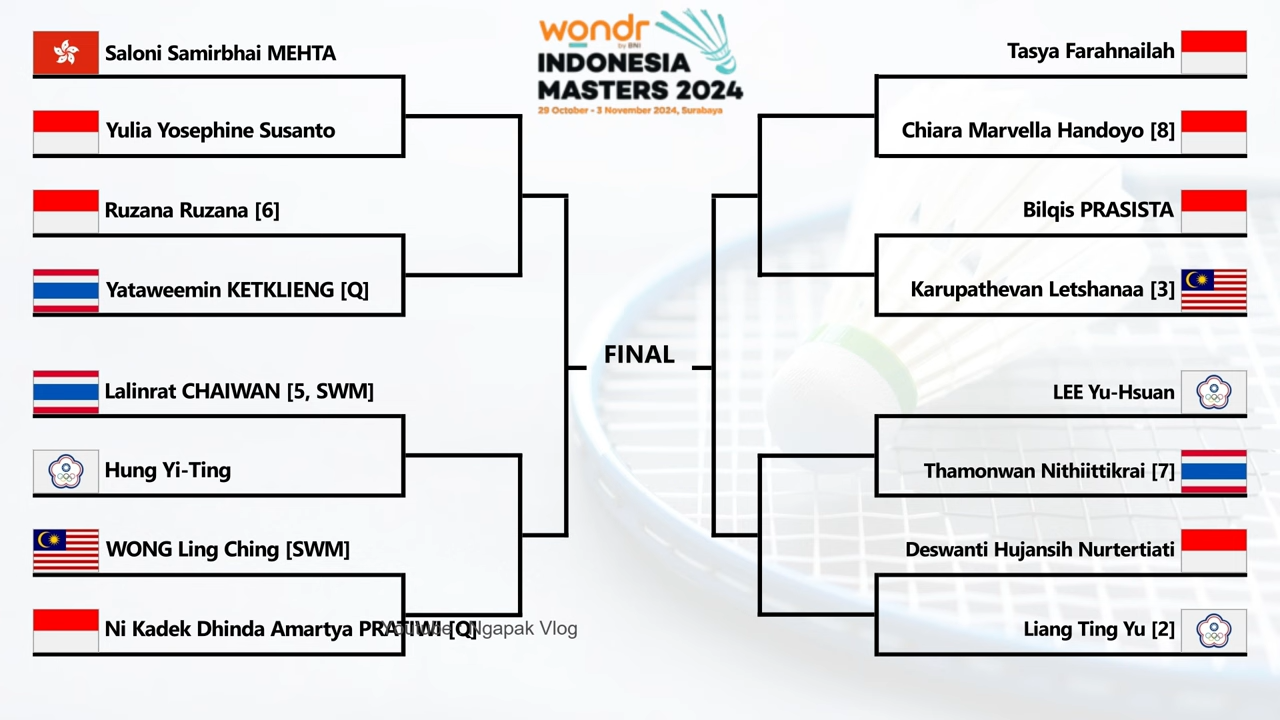 wondr
by BNI
INDONESIA
MASTERS 2024
29 October - 3 November 2024, Surabaya
Saloni Samirbhai MEHTA
Yulia Yosephine Susanto
Ruzana Ruzana [6]
Yataweemin KETKLIENG [Q]
Lalinrat CHAIWAN [5, SWM]
Hung Yi-Ting
WONG Ling Ching [SWM]
Ni Kadek Dhinda Amartya PRATIWI [Q]
Ngapak Vlog
FINAL
Tasya Farahnailah
Chiara Marvella Handoyo [8]
Bilqis PRASISTA
Karupathevan Letshanaa [3]
LEE Yu-Hsuan
Thamonwan Nithiittikrai [7]
Deswanti Hujansih Nurtertiati
Liang Ting Yu [2]